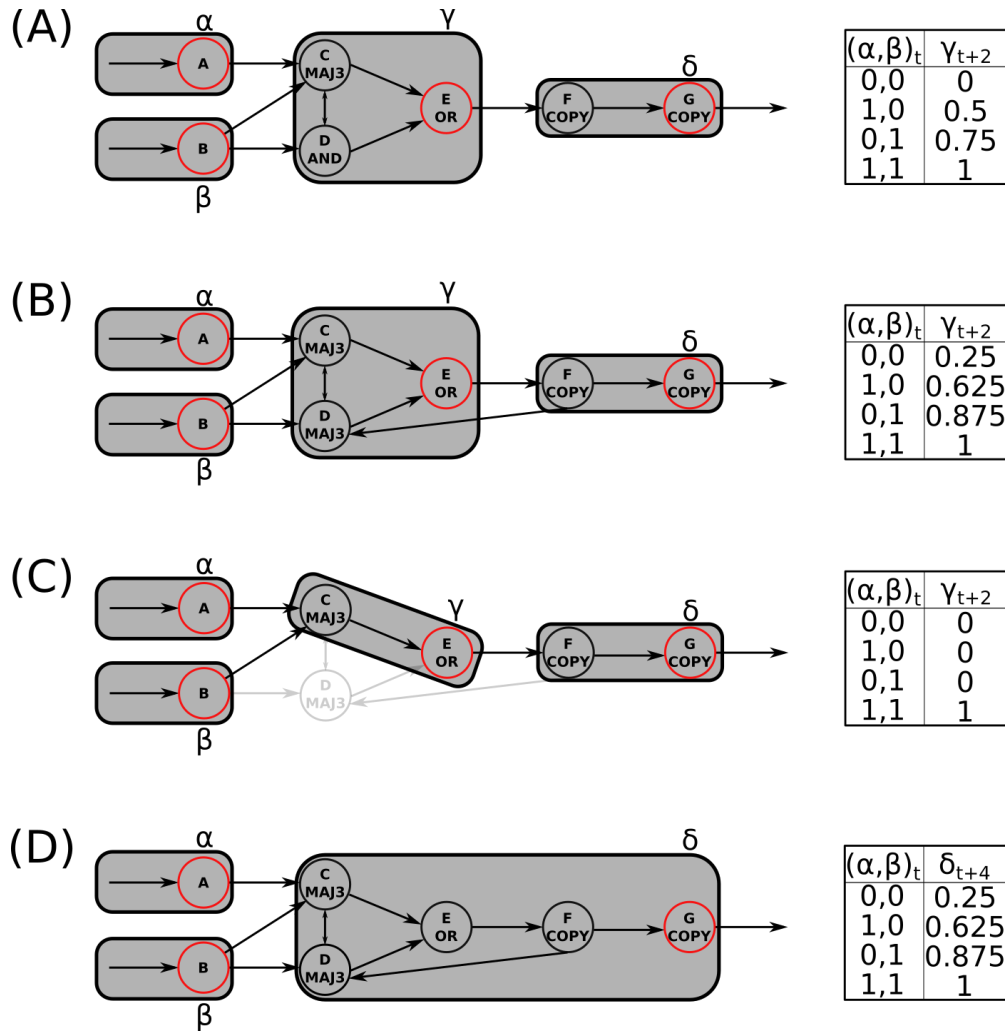 (A)
α
A
β
B
γ
C
MAJ3
D
AND
E
OR
δ
F
COPY
G
COPY
(α,β)t γt+2
0,0 0
1,0 0.5
0,1 0.75
1,1 1
(B)
α
A
β
B
γ
C
MAJ3
D
MAJ3
E
OR
δ
F
COPY
G
COPY
(α,β)t γt+2
0,0 0.25
1,0 0.625
0,1 0.875
1,1 1
(C)
α
A
β
B
γ
C
MAJ3
D
MAJ3
E
OR
δ
F
COPY
G
COPY
(α,β)t γt+2
0,0 0
1,0 0
0,1 0
1,1 1
(D)
α
A
β
B
δ
C
MAJ3
D
MAJ3
E
OR
F
COPY
G
COPY
(α,β)t δt+4
0,0 0.25
1,0 0.625
0,1 0.875
1,1 1